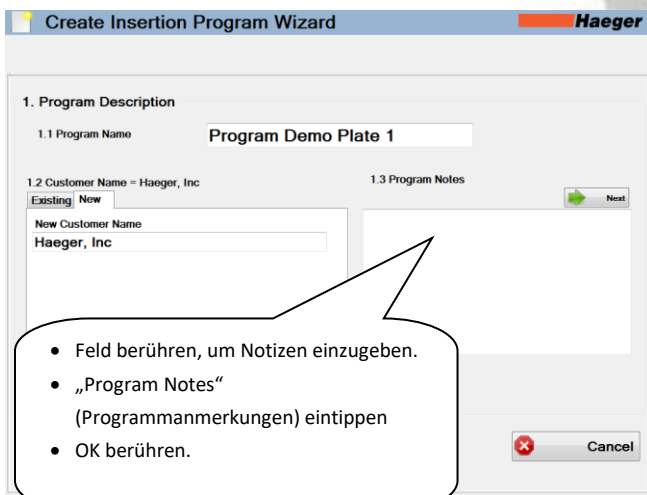 Create Insertion Program Wizard
Haeger
1. Program Description
1.1 Program Name
Program Demo Plate 1
1.2 Customer Name = Haeger, Inc
1.3 Program Notes
Existing New
Next
New Customer Name
Haeger, Inc
• Feld berühren, um Notizen einzugeben.
• „Program Notes“
(Programmanmerkungen) eintippen
• OK berühren.
Cancel